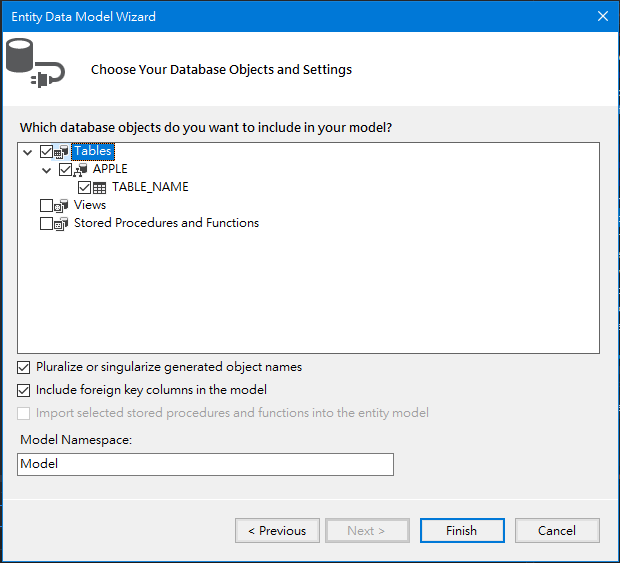 Entity Data Model Wizard
Choose Your Database Objects and Settings
Which database objects do you want to include in your model?
Tables
APPLE
TABLE_NAME
Views
Stored Procedures and Functions
Pluralize or singularize generated object names
Include foreign key columns in the model
Import selected stored procedures and functions into the entity model
Model Namespace:
Model
< Previous
Next >
Finish
Cancel